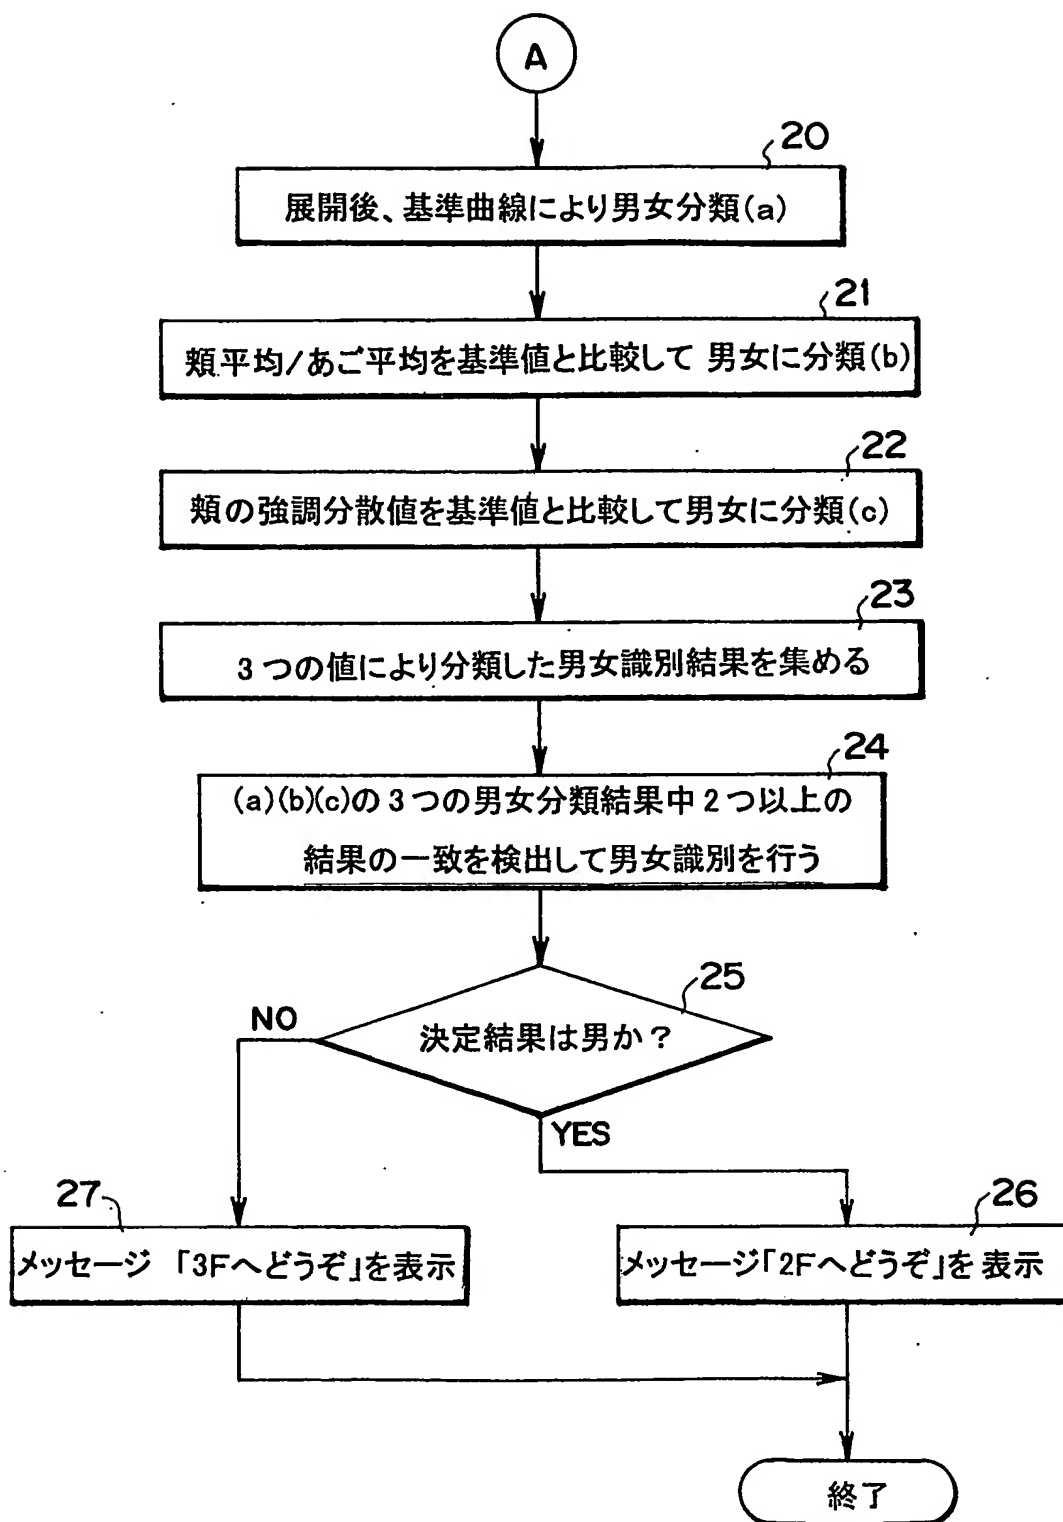 A
20
展開後、基準曲線により男女分類(a)
21
頬平均/あご平均を基準値と比較して 男女に分類(b)
22
頬の強調分散値を基準値と比較して男女に分類(c)
23
3つの値により分類した男女識別結果を集める
24
(a)(b)(c)の3つの男女分類結果中2つ以上の
結果の一致を検出して男女識別を行う
25
決定結果は男か?
NO
YES
27
メッセージ 「3Fへどうぞ」を表示
26
メッセージ「2Fへどうぞ」を 表示
終了